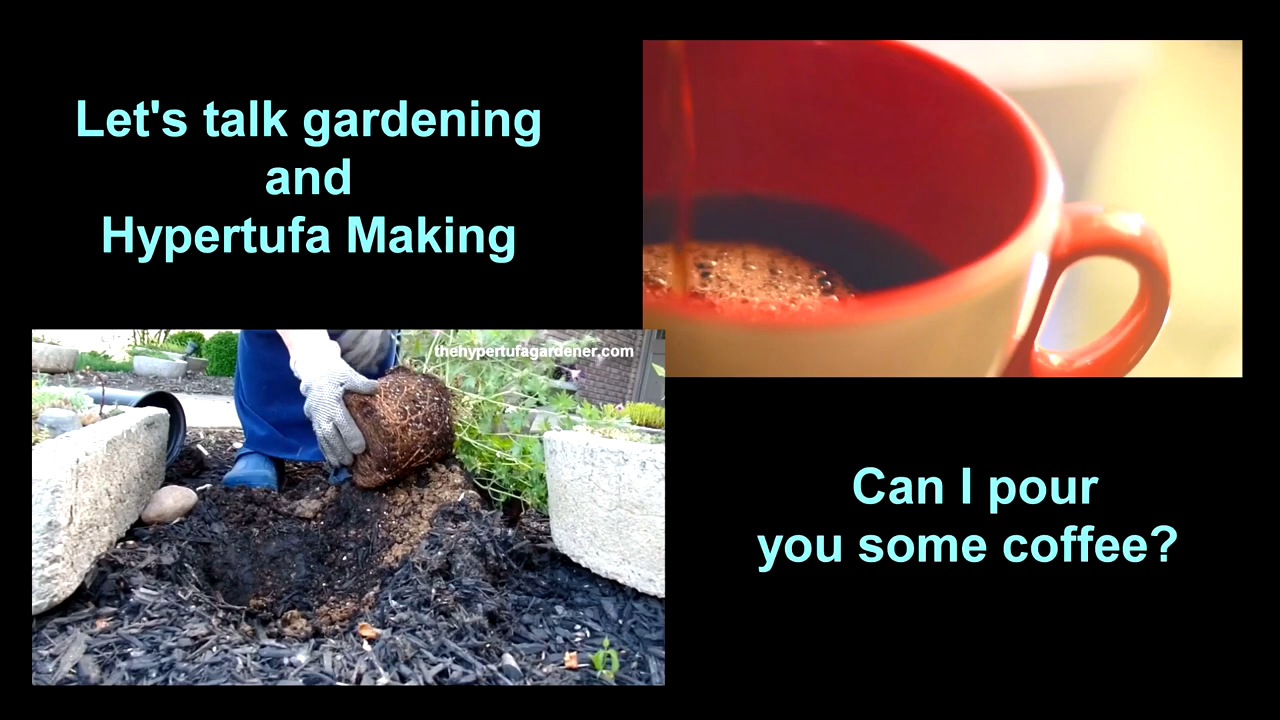 Let's talk gardening
and
Hypertufa Making
thehypertufagardener.com
Can I pour
you some coffee?